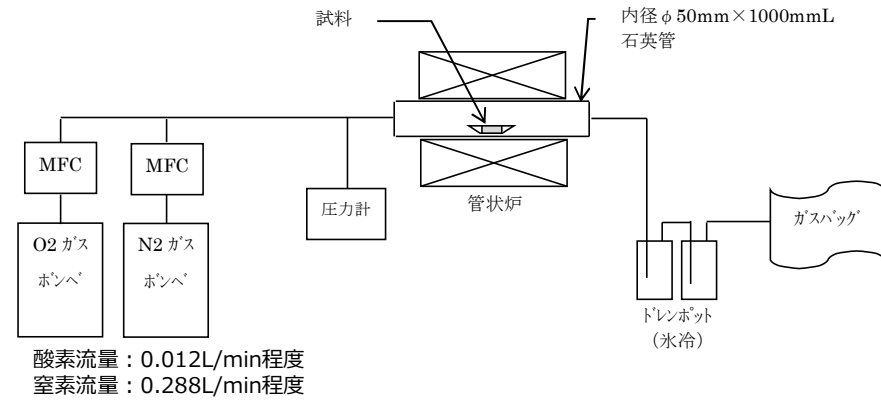 試料
内径φ50mm×1000mmL
石英管
MFC
MFC
圧力計
管状炉
O2 ガス
ボンベ
N2 ガス
ボンベ
ガスバッグ
ドレンポット
（氷冷）
酸素流量：0.012L/min程度
窒素流量：0.288L/min程度